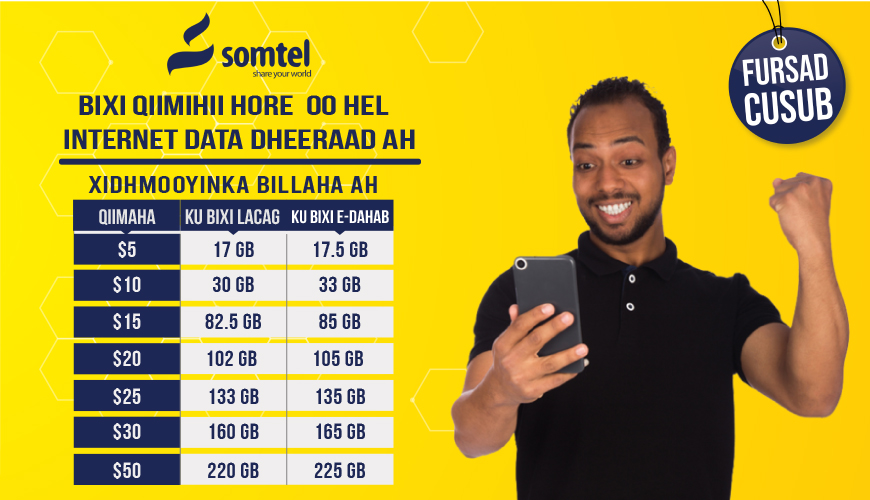 somtel
share your world
BIXI QIIMIHII HORE OO HEL
INTERNET DATA DHEERAAD AH
XIDHMOOYINKA BILLAHA AH
QIIMAHA KU BIXI LACAG KU BIXI E-DAHAB
$5 17 GB 17.5 GB
$10 30 GB 33 GB
$15 82.5 GB 85 GB
$20 102 GB 105 GB
$25 133 GB 135 GB
$30 160 GB 165 GB
$50 220 GB 225 GB
FURSAD
CUSUB